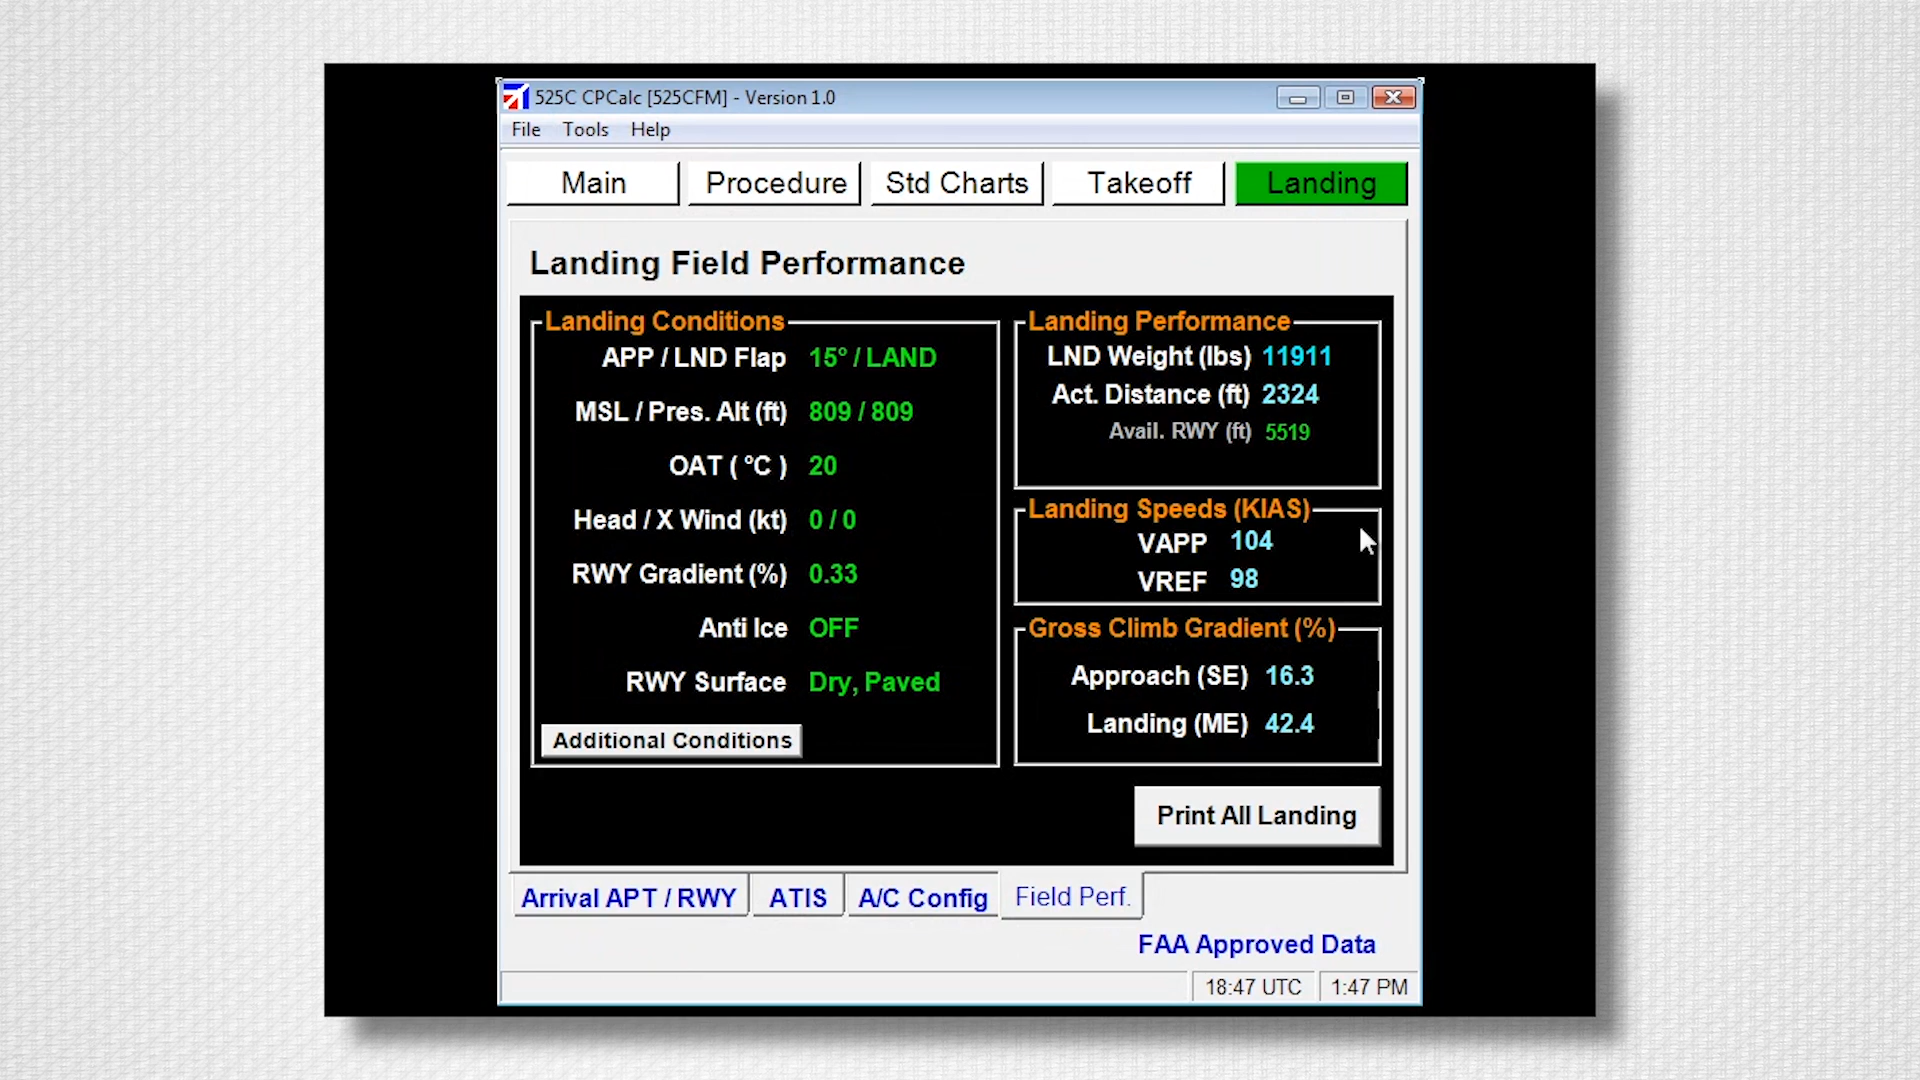 525C CPCalc [525CFM] - Version 1.0
File Tools Help
Main Procedure Std Charts Takeoff Landing
Landing Field Performance
Landing Conditions
APP / LND Flap 15° / LAND
MSL / Pres. Alt (ft) 809 / 809
OAT ( °C ) 20
Head / X Wind (kt) 0 / 0
RWY Gradient (%) 0.33
Anti Ice OFF
RWY Surface Dry, Paved
Additional Conditions
Landing Performance
LND Weight (lbs) 11911
Act. Distance (ft) 2324
Avail. RWY (ft) 5519
Landing Speeds (KIAS)
VAPP 104
VREF 98
Gross Climb Gradient (%)
Approach (SE) 16.3
Landing (ME) 42.4
Print All Landing
Arrival APT / RWY ATIS A/C Config Field Perf.
FAA Approved Data
18:47 UTC 1:47 PM